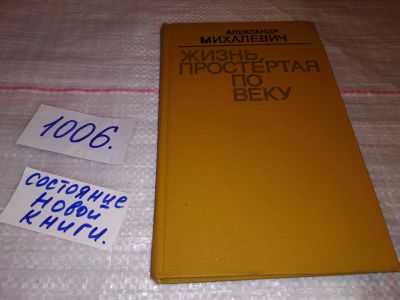 АЛЕКСАНДР
МИХАЛЕВИЧ
ЖИЗНЬ,
ПРОСТЕРТАЯ
ПО
ВЕКУ
1006.
СОСТОЯНИЕ
НОВОЙ
КНИГИ.